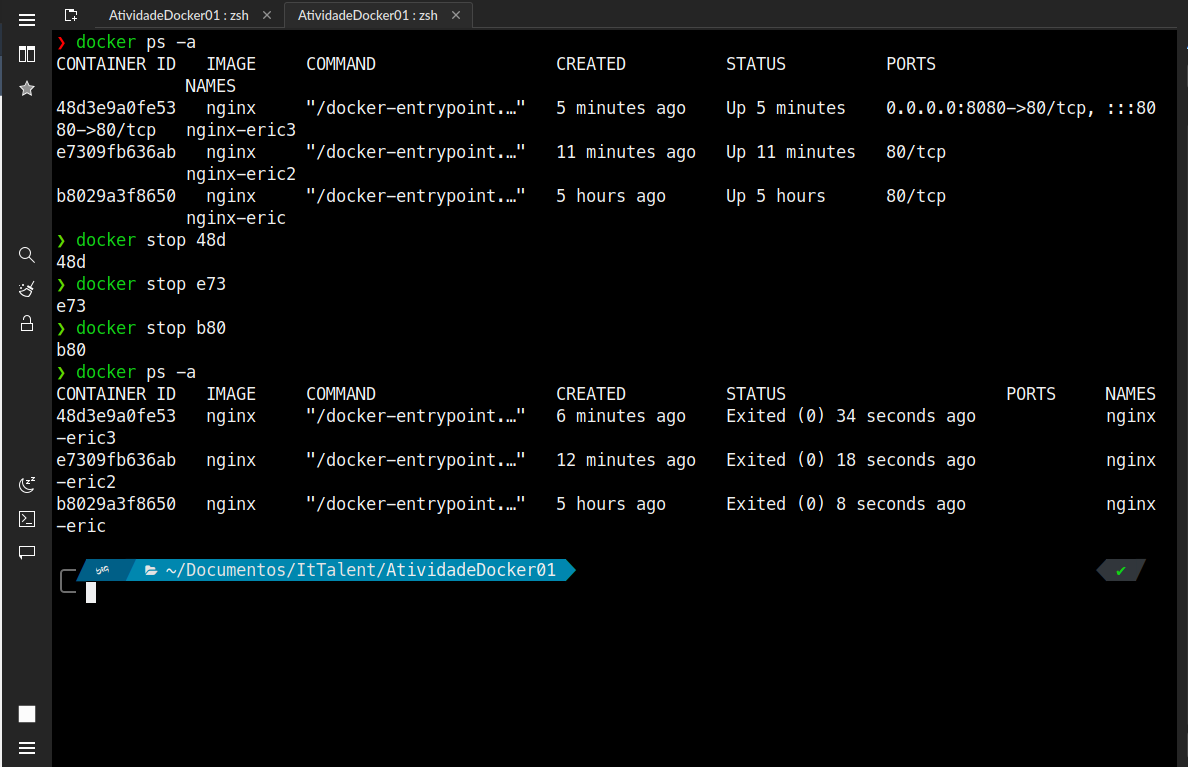 AtividadeDocker01 : zsh × AtividadeDocker01 : zsh ×
❯ docker ps -a
CONTAINER ID   IMAGE     COMMAND                  CREATED          STATUS          PORTS
             NAMES
48d3e9a0fe53   nginx     "/docker-entrypoint.…"   5 minutes ago    Up 5 minutes    0.0.0.0:8080->80/tcp, :::80
80->80/tcp   nginx-eric3
e7309fb636ab   nginx     "/docker-entrypoint.…"   11 minutes ago   Up 11 minutes   80/tcp
             nginx-eric2
b8029a3f8650   nginx     "/docker-entrypoint.…"   5 hours ago      Up 5 hours      80/tcp
             nginx-eric
❯ docker stop 48d
48d
❯ docker stop e73
e73
❯ docker stop b80
b80
❯ docker ps -a
CONTAINER ID   IMAGE     COMMAND                  CREATED          STATUS                      PORTS     NAMES
48d3e9a0fe53   nginx     "/docker-entrypoint.…"   6 minutes ago    Exited (0) 34 seconds ago             nginx
-eric3
e7309fb636ab   nginx     "/docker-entrypoint.…"   12 minutes ago   Exited (0) 18 seconds ago             nginx
-eric2
b8029a3f8650   nginx     "/docker-entrypoint.…"   5 hours ago      Exited (0) 8 seconds ago              nginx
-eric
~/Documentos/ItTalent/AtividadeDocker01 ✔